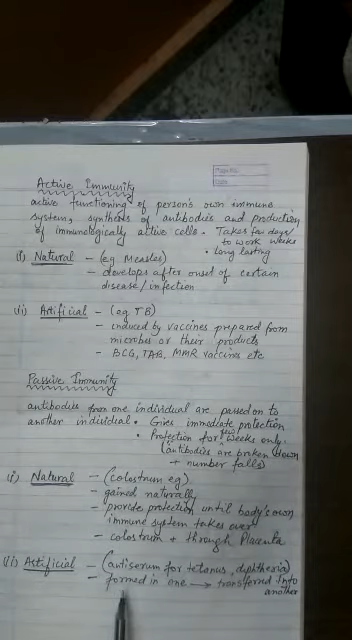 Active Immunity
active functioning of person's own immune
system, synthesis of antibodies and production
of immunologically active cells. • Takes few days/
to work weeks
• long lasting
(i) Natural - (eg Measles)
- develops after onset of certain
disease/infection
(ii) Artificial - (eg TB)
- induced by vaccines prepared from
microbes or their products
- BCG, TAB, MMR vaccines etc
Passive Immunity
antibodies from one individual are passed on to
another individual. • Gives immediate protection
• Protection for few weeks only
(antibodies are broken down
+ number falls)
(i) Natural - (colostrum eg)
- gained naturally
- provide protection until body's own
immune system takes over
- colostrum + through Placenta
(ii) Artificial - (antiserum for tetanus, diphtheria)
- formed in one → transferred into
another